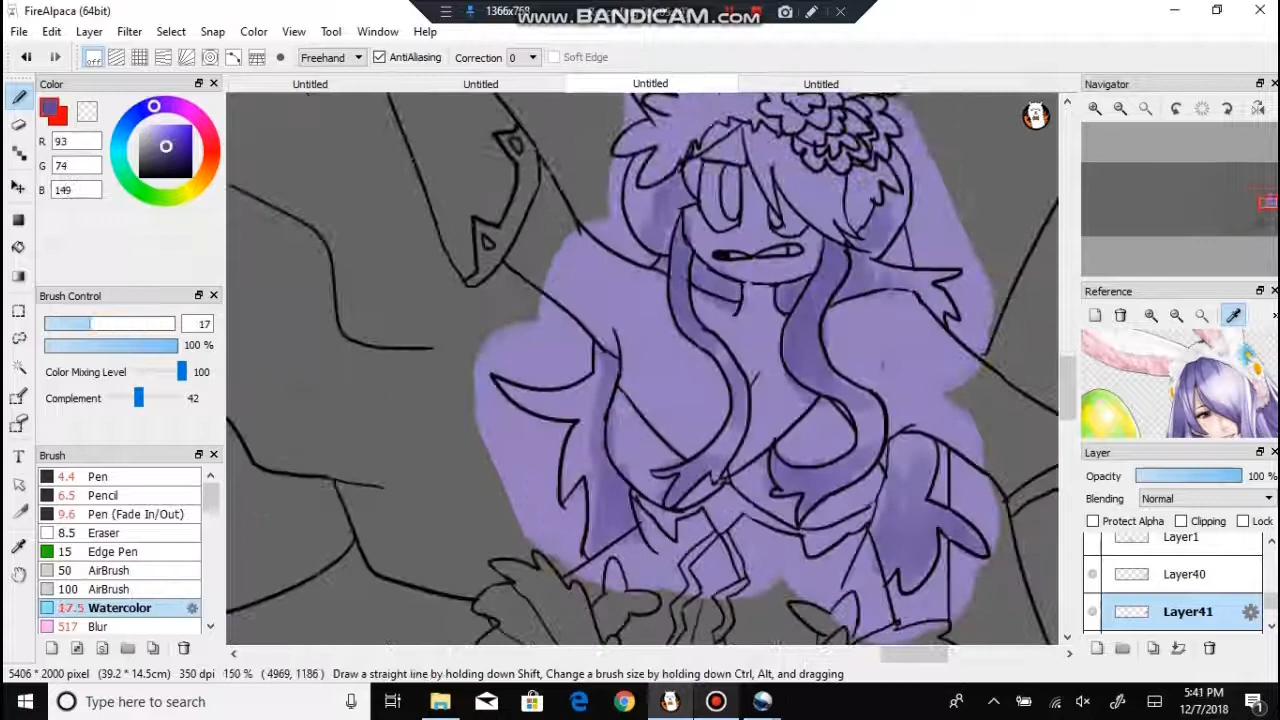 FireAlpaca (64bit)
1366x758
www.BANDICAM.com
File Edit Layer Filter Select Snap Color View Tool Window Help
Freehand AntiAliasing Correction 0 Soft Edge
Color
Untitled Untitled Untitled Untitled
Navigator
R 93
G 74
B 149
Brush Control
17
100 %
Color Mixing Level 100
Complement 42
Brush
4.4 Pen
6.5 Pencil
9.6 Pen (Fade In/Out)
8.5 Eraser
15 Edge Pen
50 AirBrush
100 AirBrush
17.5 Watercolor
517 Blur
Reference
Layer
Opacity 100 %
Blending Normal
Protect Alpha Clipping Lock
Layer1
Layer40
Layer41
5406 * 2000 pixel (39.2 * 14.5cm) 350 dpi 150 % ( 4969, 1186 ) Draw a straight line by holding down Shift, Change a brush size by holding down Ctrl, Alt, and dragging
Type here to search
5:41 PM
12/7/2018
1